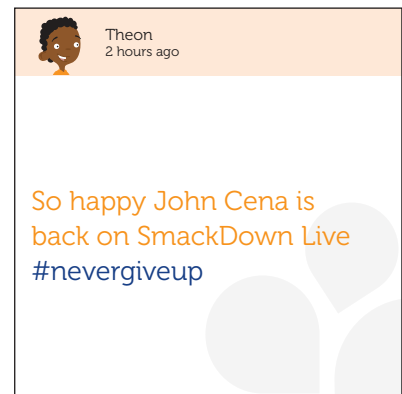 Theon
2 hours ago
So happy John Cena is
back on SmackDown Live
#nevergiveup